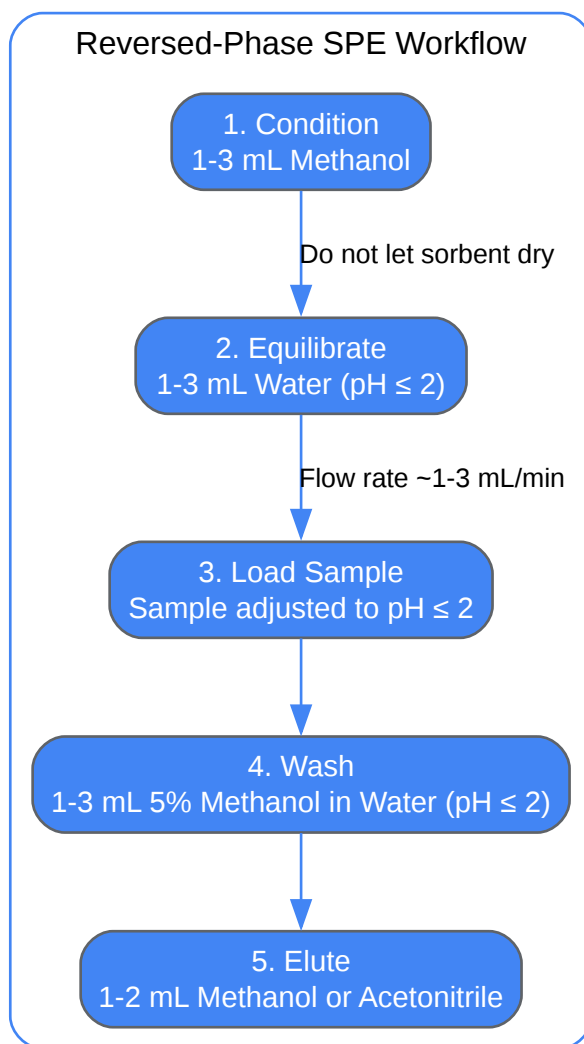 Reversed-Phase SPE Workflow
1. Condition
1-3 mL Methanol
Do not let sorbent dry
2. Equilibrate
1-3 mL Water (pH ≤ 2)
Flow rate ~1-3 mL/min
3. Load Sample
Sample adjusted to pH ≤ 2
4. Wash
1-3 mL 5% Methanol in Water (pH ≤ 2)
5. Elute
1-2 mL Methanol or Acetonitrile